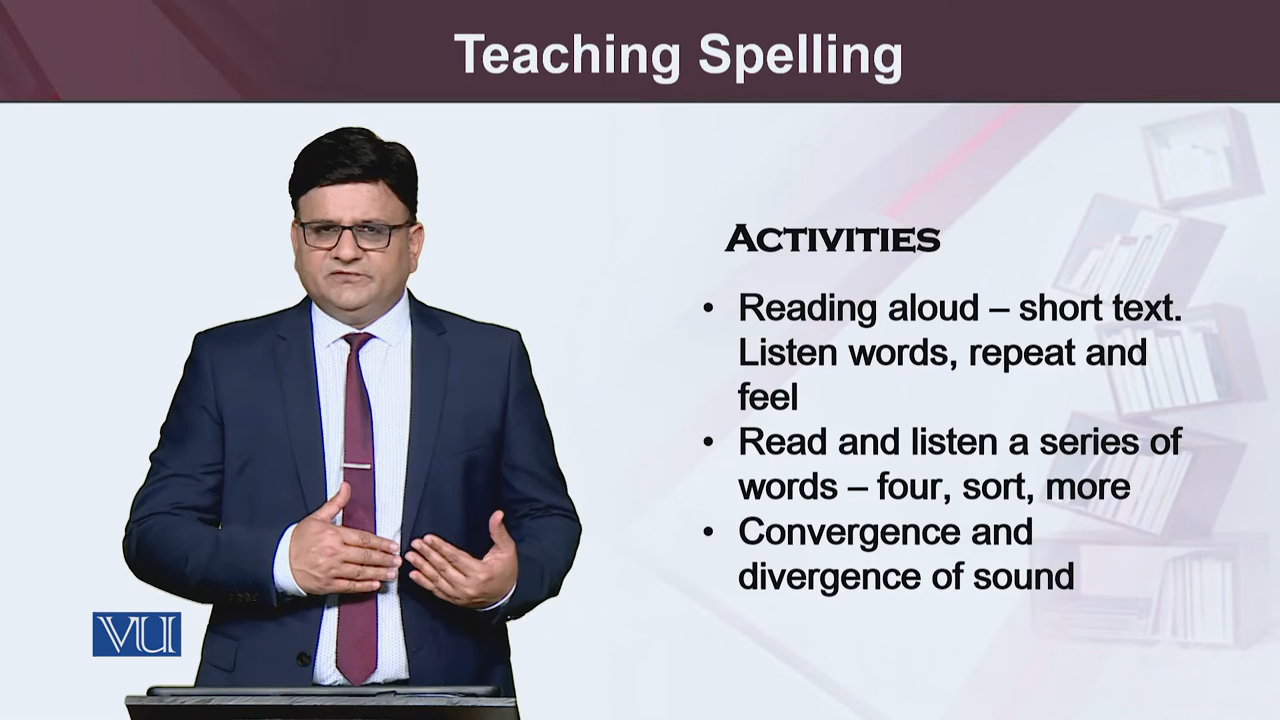 Teaching Spelling
ACTIVITIES
• Reading aloud – short text.
Listen words, repeat and
feel
• Read and listen a series of
words – four, sort, more
• Convergence and
divergence of sound
VU